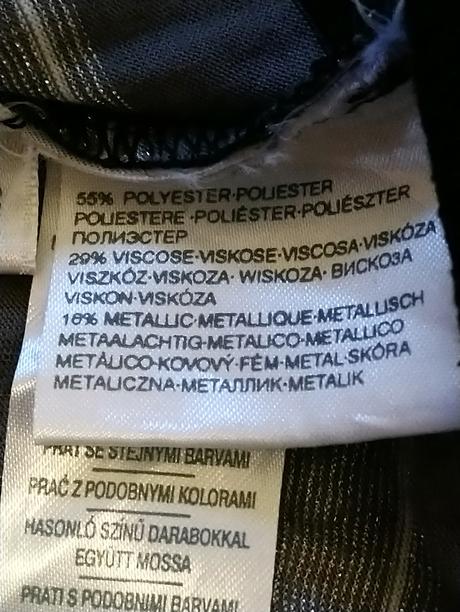 55% POLYESTER·POLIESTER
POLIESTERE·POLIÉSTER·POLIÉSZTER
ПОЛИЭСТЕР
29% VISCOSE·VISKOSE·VISCOSA·VISKÓZA
VISZKÓZ·VISKOZA·WISKOZA·ВИСКОЗА
VISKON·VISKÓZA
16% METALLIC·METALLIQUE·METALLISCH
METAALACHTIG·METALICO·METALLICO
METÁLICO·KOVOVÝ·FÉM·METAL·SKÓRA
METALICZNA·МЕТАЛЛИК·METALIK
PRÁT SE STEJNÝMI BARVAMI
PRAĆ Z PODOBNYMI KOLORAMI
HASONLÓ SZÍNŰ DARABOKKAL
EGYÜTT MOSSA
PRATI S PODOBNIMI BARVAMI